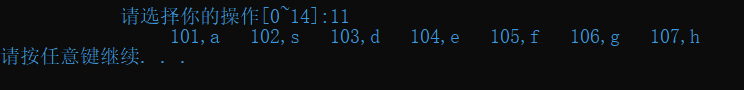 请选择你的操作[0~14]:11
101,a 102,s 103,d 104,e 105,f 106,g 107,h
请按任意键继续. . .